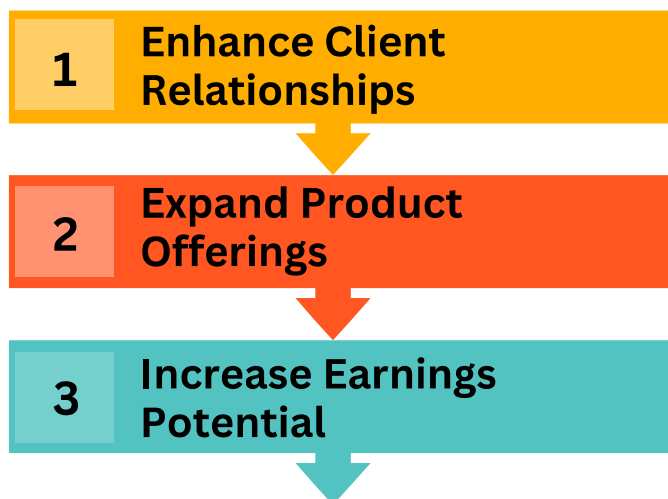 1
Enhance Client
Relationships
2
Expand Product
Offerings
3
Increase Earnings
Potential